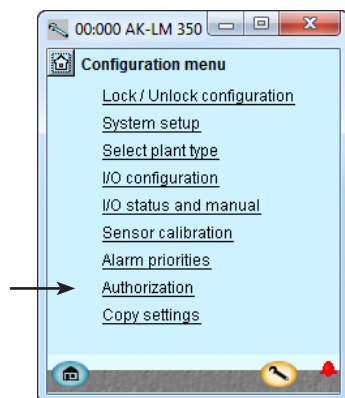 00:000 AK-LM 350
Configuration menu
Lock / Unlock configuration
System setup
Select plant type
I/O configuration
I/O status and manual
Sensor calibration
Alarm priorities
Authorization
Copy settings